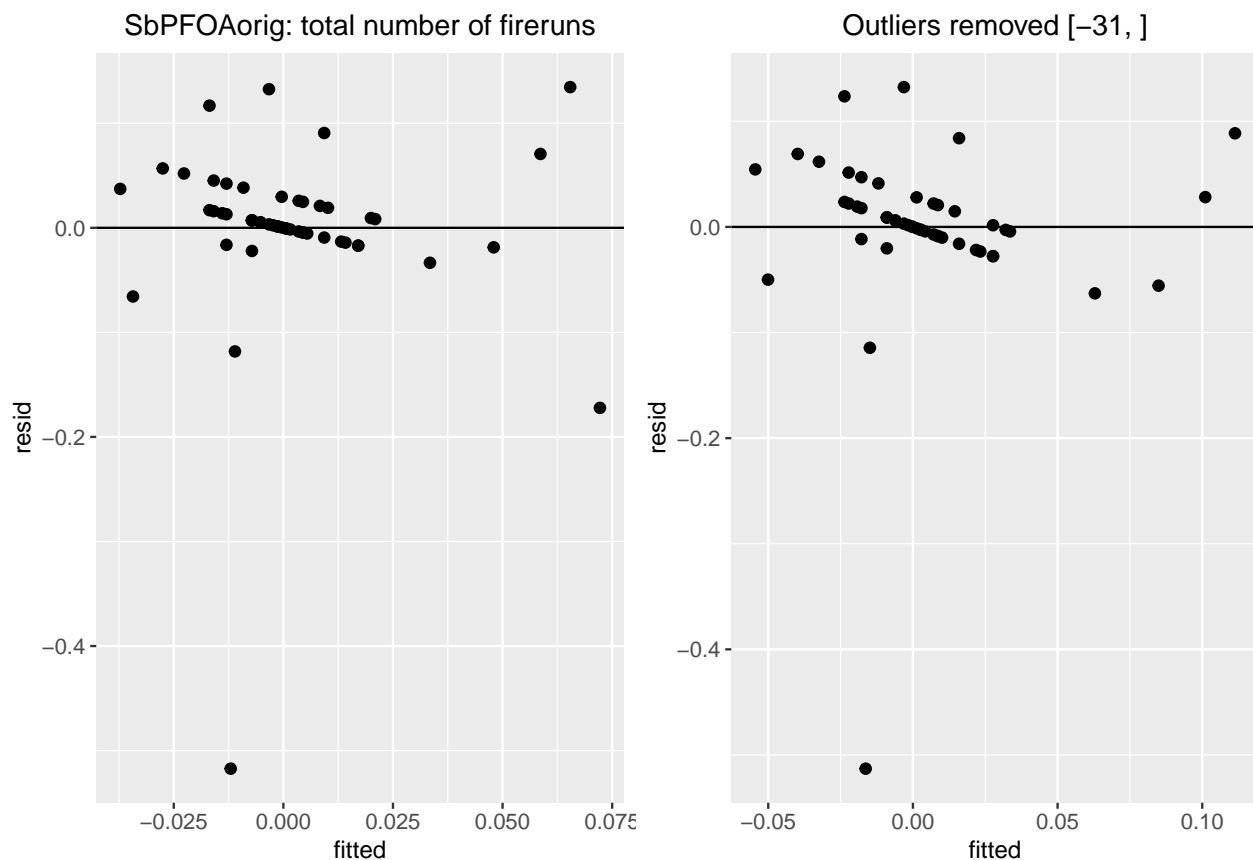 SbPFOAorig: total number of fireruns
0.0
−0.2
−0.4
resid
−0.025
0.000
0.025
0.050
0.075
fitted
Outliers removed [−31, ]
0.0
−0.2
−0.4
resid
−0.05
0.00
0.05
0.10
fitted